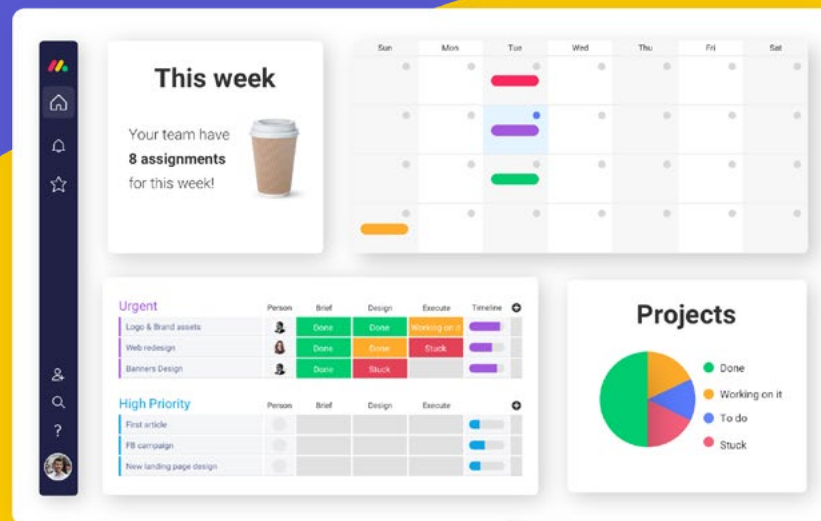 This week
Your team have
8 assignments
for this week!
Sun Mon Tue Wed Thu Fri Sat
Urgent Person Brief Design Execute Timeline
Logo & Brand assets Done Done Working on it
Web redesign Done Done Stuck
Banners Design Done Stuck
High Priority Person Brief Design Execute
First article
FB campaign
New landing page design
Projects
Done
Working on it
To do
Stuck
?